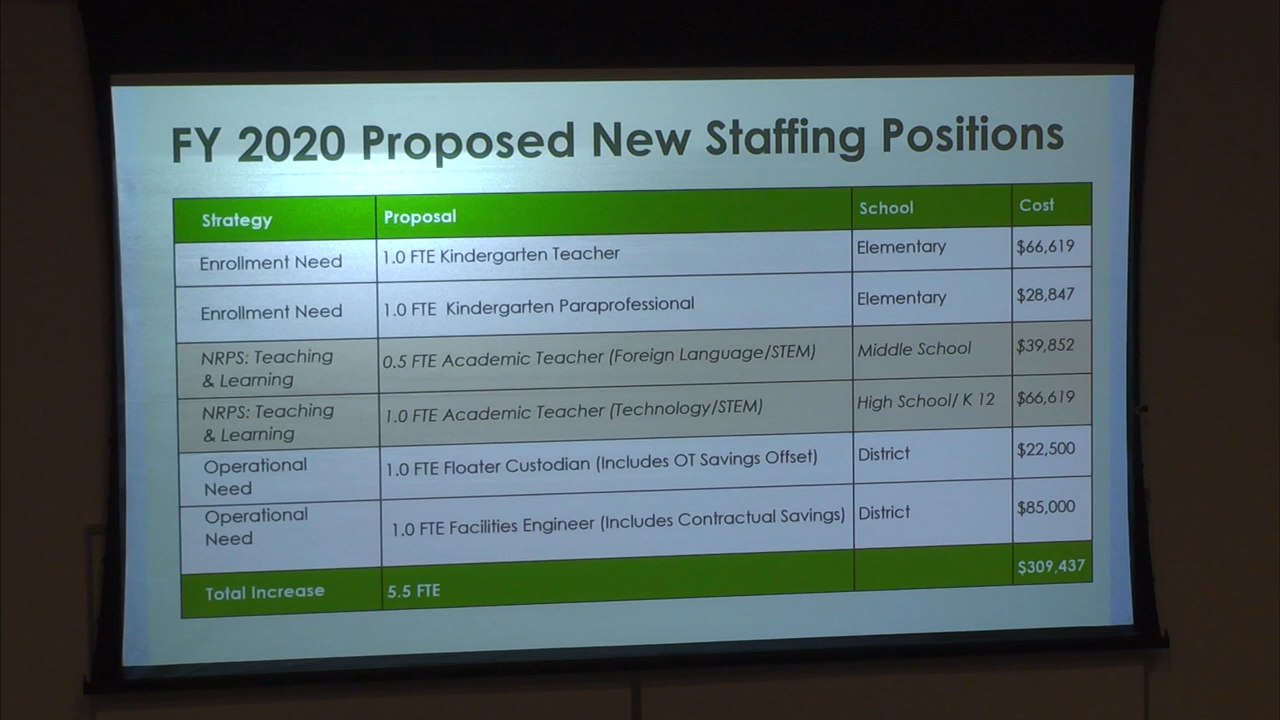 FY 2020 Proposed New Staffing Positions
Strategy Proposal School Cost
Enrollment Need 1.0 FTE Kindergarten Teacher Elementary $66,619
Enrollment Need 1.0 FTE Kindergarten Paraprofessional Elementary $28,847
NRPS: Teaching
& Learning 0.5 FTE Academic Teacher (Foreign Language/STEM) Middle School $39,852
NRPS: Teaching
& Learning 1.0 FTE Academic Teacher (Technology/STEM) High School/ K 12 $66,619
Operational
Need 1.0 FTE Floater Custodian (Includes OT Savings Offset) District $22,500
Operational
Need 1.0 FTE Facilities Engineer (Includes Contractual Savings) District $85,000
Total Increase 5.5 FTE $309,437